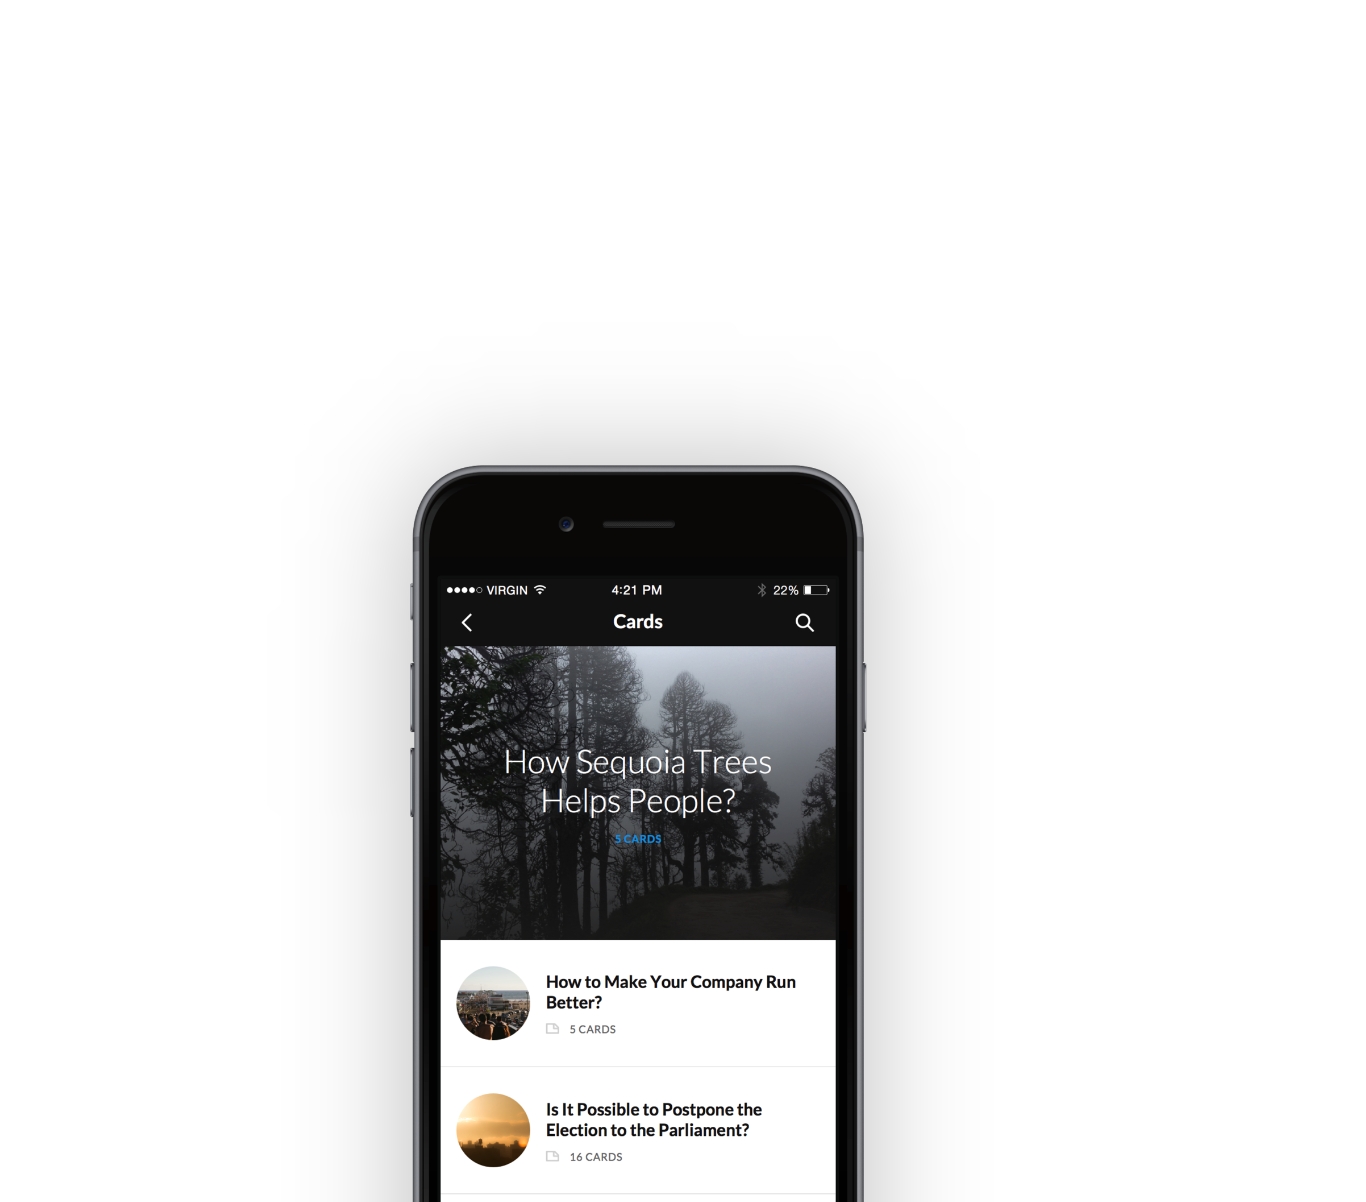 VIRGIN 4:21 PM 22%
Cards
How Sequoia Trees
Helps People?
5 CARDS
How to Make Your Company Run
Better?
5 CARDS
Is It Possible to Postpone the
Election to the Parliament?
16 CARDS